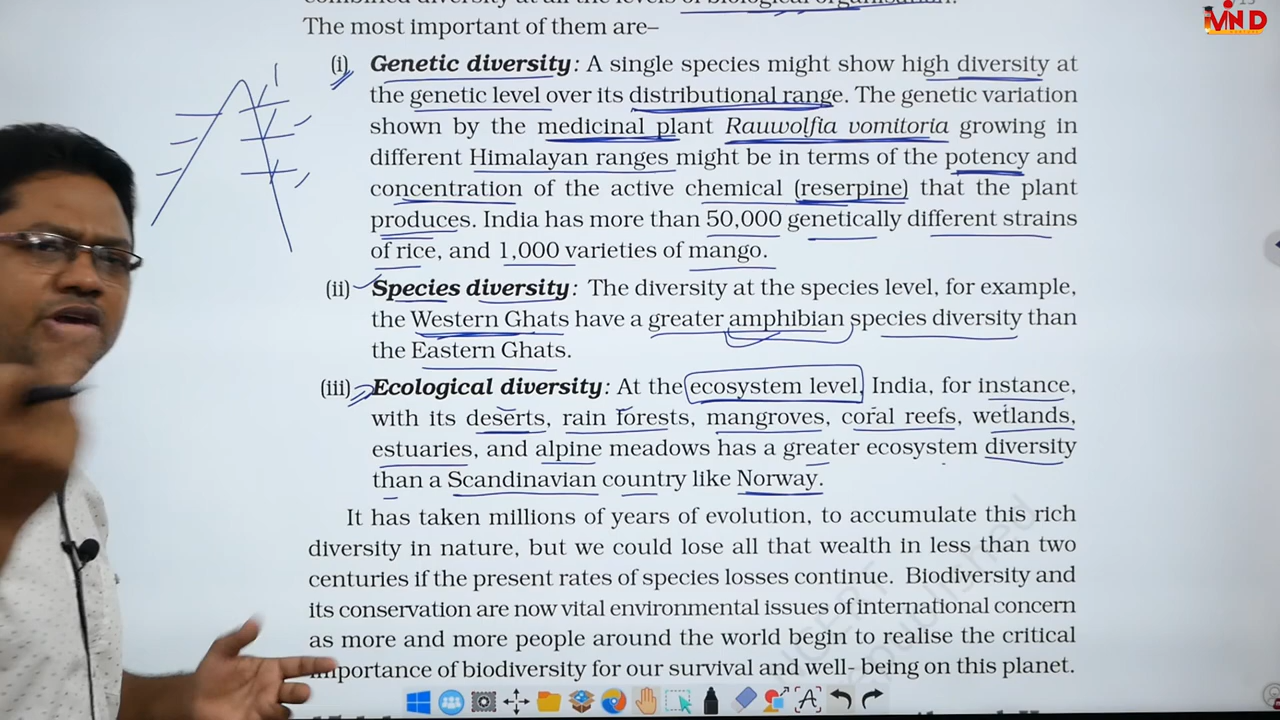 combined diversity at all the levels of biological organisation.
The most important of them are–
(i) Genetic diversity: A single species might show high diversity at
the genetic level over its distributional range. The genetic variation
shown by the medicinal plant Rauwolfia vomitoria growing in
different Himalayan ranges might be in terms of the potency and
concentration of the active chemical (reserpine) that the plant
produces. India has more than 50,000 genetically different strains
of rice, and 1,000 varieties of mango.
(ii) Species diversity: The diversity at the species level, for example,
the Western Ghats have a greater amphibian species diversity than
the Eastern Ghats.
(iii) Ecological diversity: At the ecosystem level, India, for instance,
with its deserts, rain forests, mangroves, coral reefs, wetlands,
estuaries, and alpine meadows has a greater ecosystem diversity
than a Scandinavian country like Norway.
It has taken millions of years of evolution, to accumulate this rich
diversity in nature, but we could lose all that wealth in less than two
centuries if the present rates of species losses continue. Biodiversity and
its conservation are now vital environmental issues of international concern
as more and more people around the world begin to realise the critical
importance of biodiversity for our survival and well- being on this planet.